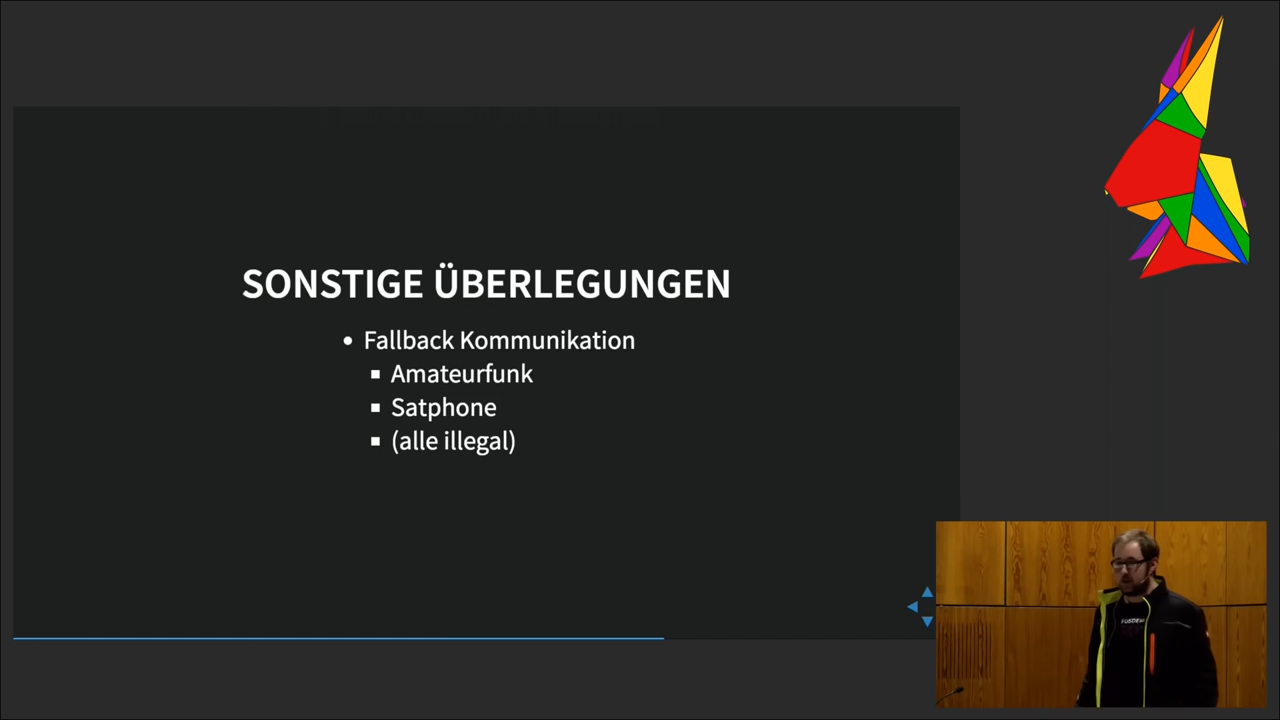 SONSTIGE ÜBERLEGUNGEN
Fallback Kommunikation
Amateurfunk
Satphone
(alle illegal)